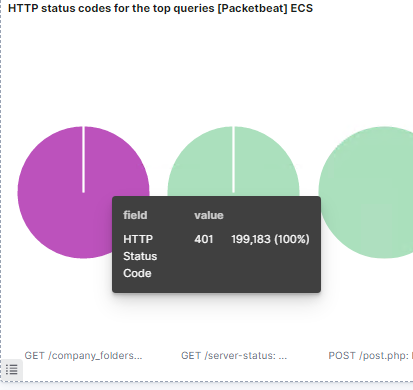 HTTP status codes for the top queries [Packetbeat] ECS
field value
HTTP 401 199,183 (100%)
Status
Code
GET /company_folders... GET /server-status: ... POST /post.php: